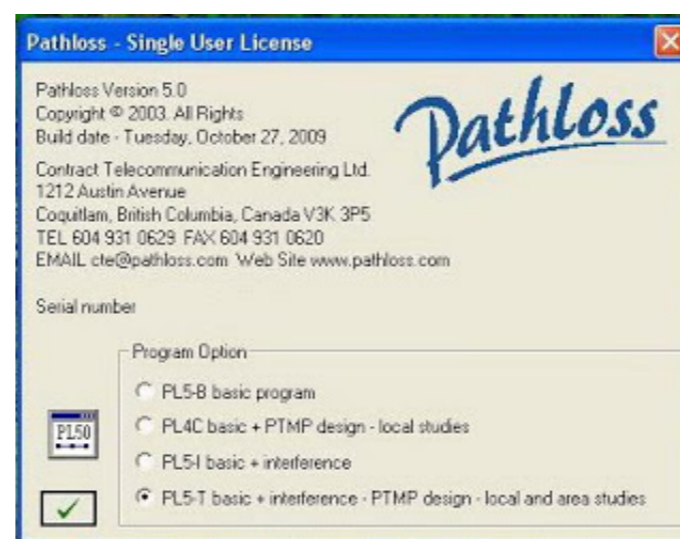 Pathloss - Single User License
Pathloss
Pathloss Version 5.0
Copyright © 2003. All Rights
Build date - Tuesday, October 27, 2009
Contract Telecommunication Engineering Ltd.
1212 Austin Avenue
Coquitlam, British Columbia, Canada V3K 3P5
TEL 604 931 0629 FAX 604 931 0620
EMAIL cte@pathloss.com Web Site www.pathloss.com
Serial number
Program Option
PL5-B basic program
PL4C basic + PTMP design - local studies
PL5-I basic + interference
PL5-T basic + interference - PTMP design - local and area studies
PL50